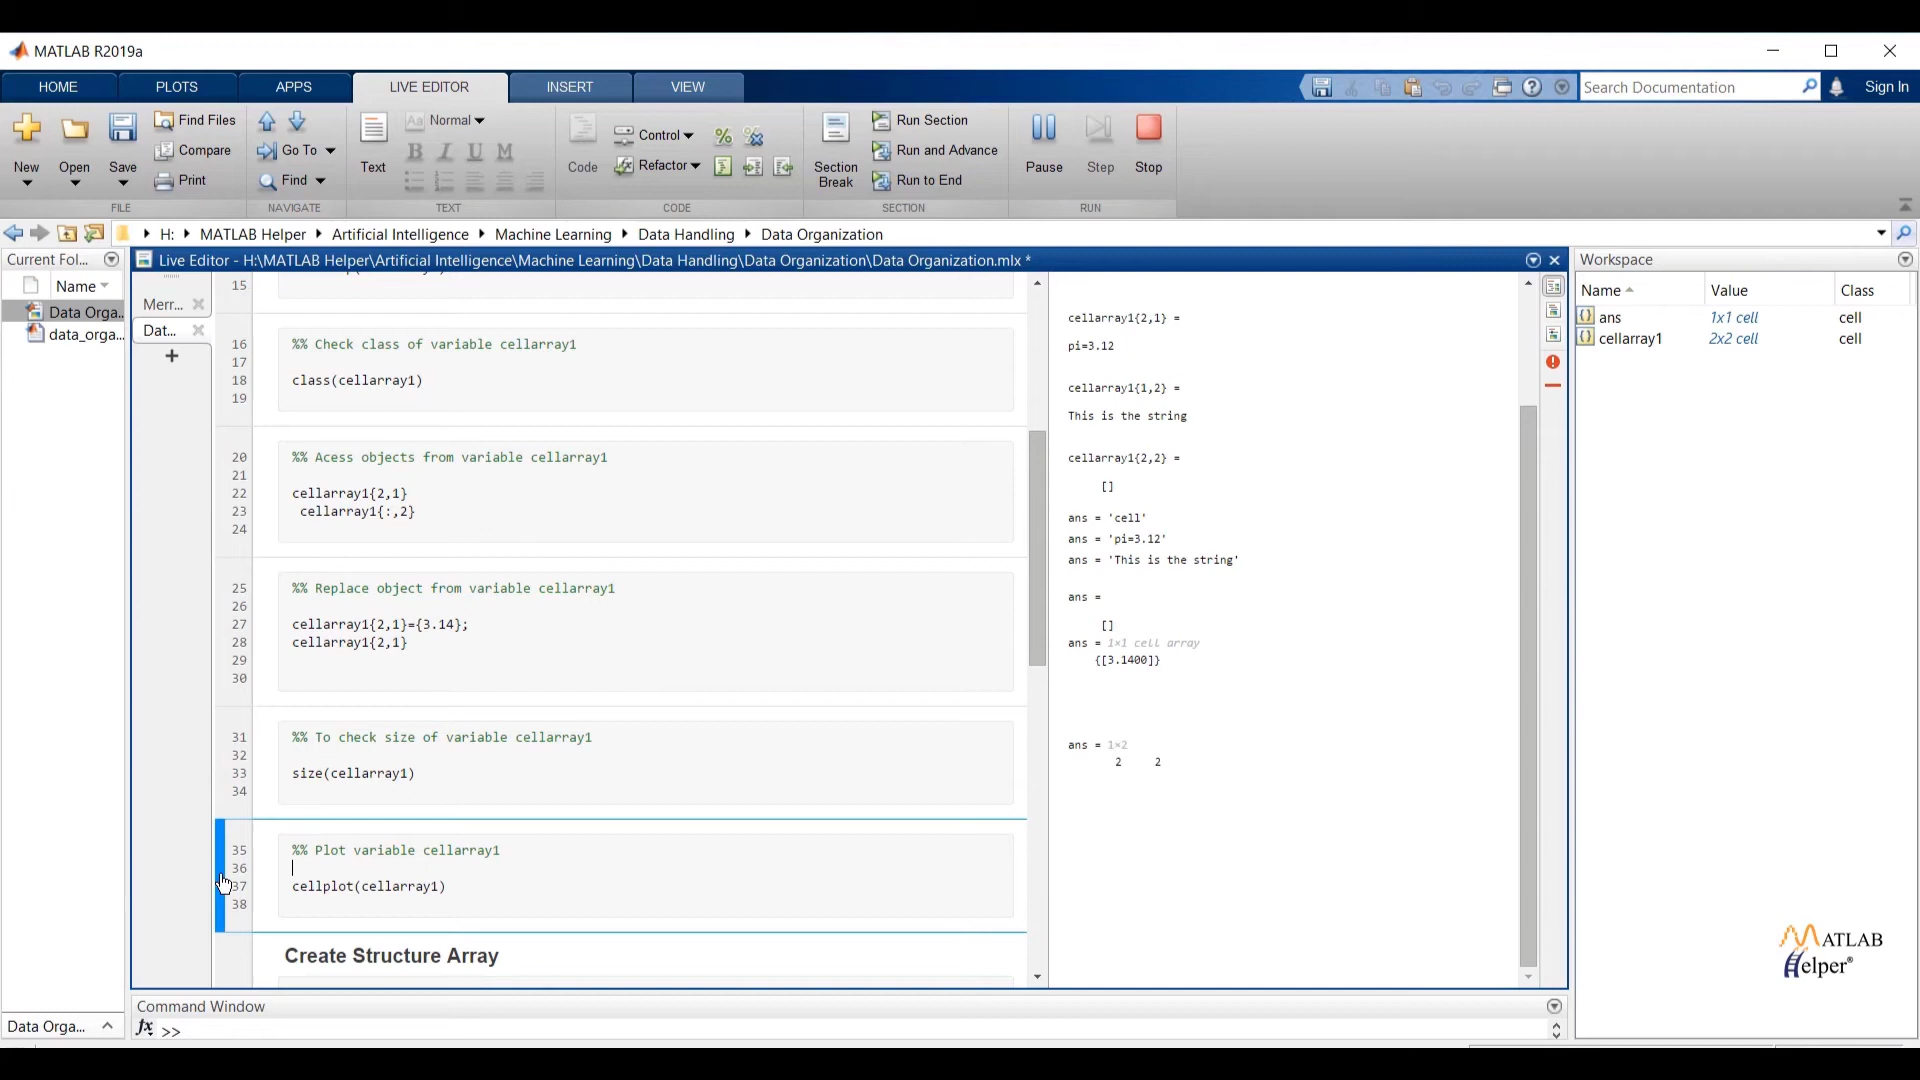 MATLAB R2019a
HOME PLOTS APPS LIVE EDITOR INSERT VIEW Search Documentation Sign In
New Open Save Find Files Compare Print
FILE
Go To Find
NAVIGATE
Text Normal B I U M
TEXT
Code Control Refactor
CODE
Section Break Run Section Run and Advance Run to End
SECTION
Pause Step Stop
RUN
H: MATLAB Helper Artificial Intelligence Machine Learning Data Handling Data Organization
Current Fol...
Name
Data Orga...
data_orga...
Live Editor - H:\MATLAB Helper\Artificial Intelligence\Machine Learning\Data Handling\Data Organization\Data Organization.mlx *
Merr...
Dat...
15
16 %% Check class of variable cellarray1
17
18 class(cellarray1)
19
20 %% Acess objects from variable cellarray1
21
22 cellarray1{2,1}
23 cellarray1{:,2}
24
25 %% Replace object from variable cellarray1
26
27 cellarray1{2,1}={3.14};
28 cellarray1{2,1}
29
30
31 %% To check size of variable cellarray1
32
33 size(cellarray1)
34
35 %% Plot variable cellarray1
36
37 cellplot(cellarray1)
38
Create Structure Array
cellarray1{2,1} =
pi=3.12
cellarray1{1,2} =
This is the string
cellarray1{2,2} =
[]
ans = 'cell'
ans = 'pi=3.12'
ans = 'This is the string'
ans =
[]
ans = 1×1 cell array
{[3.1400]}
ans = 1×2
2 2
Workspace
Name Value Class
ans 1x1 cell cell
cellarray1 2x2 cell cell
MATLAB
Helper®
Command Window
fx >>
Data Orga...